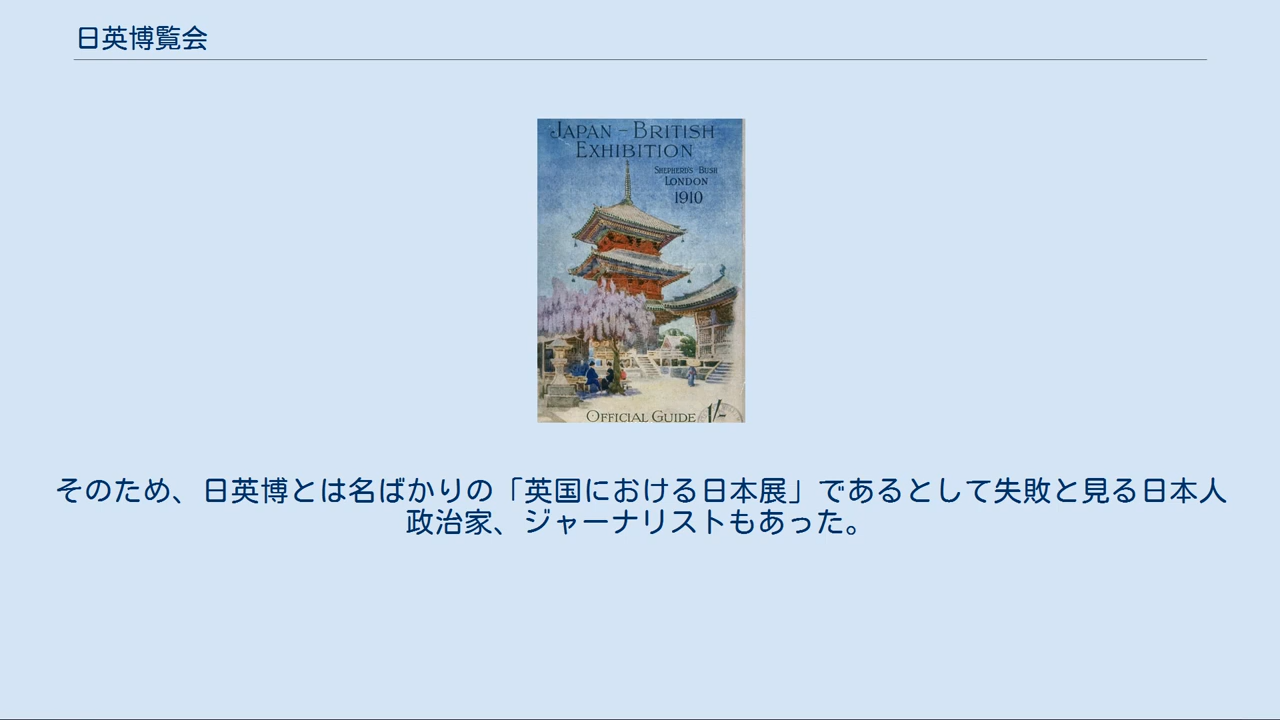 日英博覧会
JAPAN - BRITISH
EXHIBITION
SHEPHERD'S BUSH
LONDON
1910
OFFICIAL GUIDE 1/-
そのため、日英博とは名ばかりの「英国における日本展」であるとして失敗と見る日本人
政治家、ジャーナリストもあった。